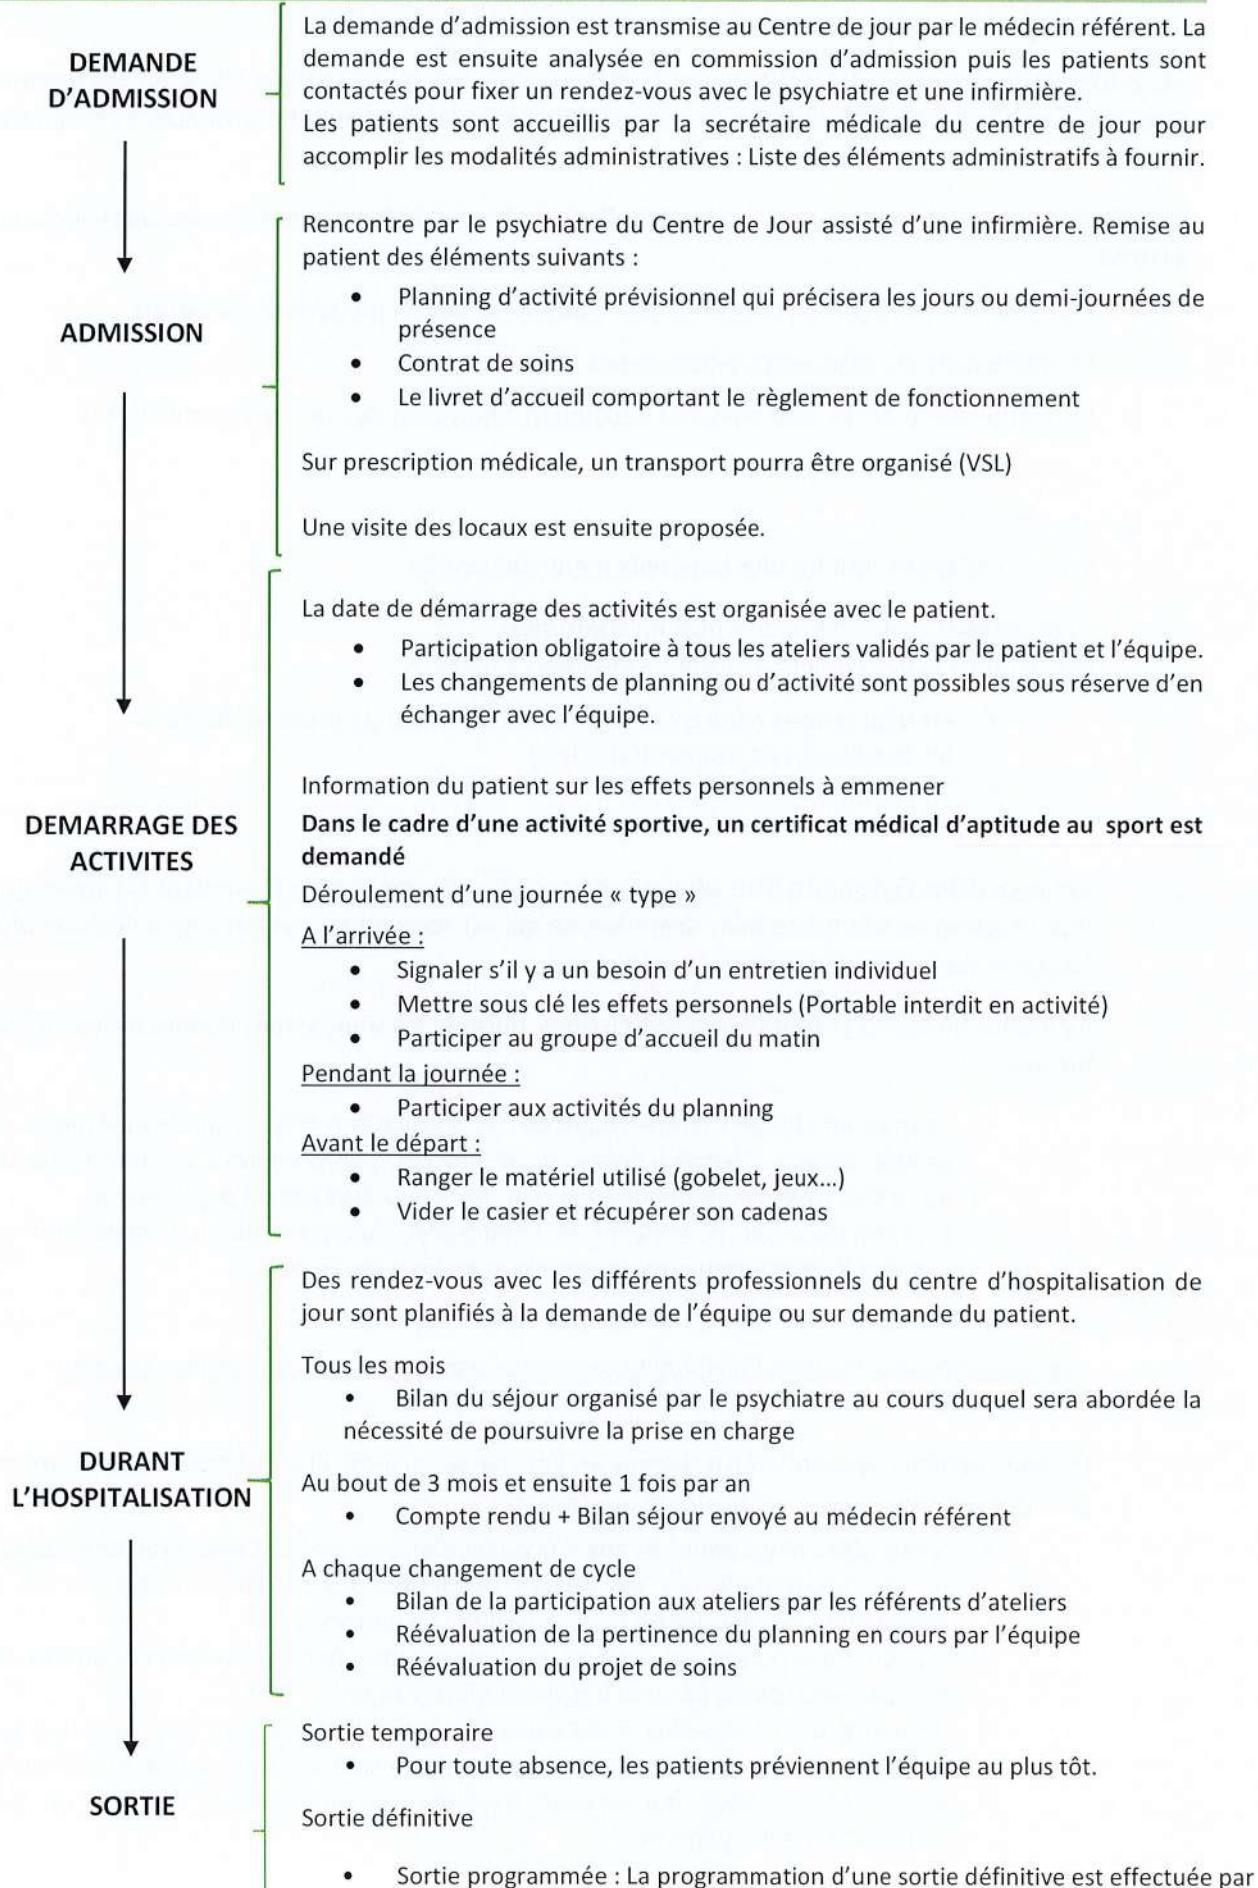 DEMANDE
D'ADMISSION
La demande d'admission est transmise au Centre de jour par le médecin référent. La
demande est ensuite analysée en commission d'admission puis les patients sont
contactés pour fixer un rendez-vous avec le psychiatre et une infirmière.
Les patients sont accueillis par la secrétaire médicale du centre de jour pour
accomplir les modalités administratives : Liste des éléments administratifs à fournir.
ADMISSION
Rencontre par le psychiatre du Centre de Jour assisté d'une infirmière. Remise au
patient des éléments suivants :
• Planning d'activité prévisionnel qui précisera les jours ou demi-journées de
présence
• Contrat de soins
• Le livret d'accueil comportant le règlement de fonctionnement
Sur prescription médicale, un transport pourra être organisé (VSL)
Une visite des locaux est ensuite proposée.
DEMARRAGE DES
ACTIVITES
La date de démarrage des activités est organisée avec le patient.
• Participation obligatoire à tous les ateliers validés par le patient et l'équipe.
• Les changements de planning ou d'activité sont possibles sous réserve d'en
échanger avec l'équipe.
Information du patient sur les effets personnels à emmener
Dans le cadre d'une activité sportive, un certificat médical d'aptitude au sport est
demandé
Déroulement d'une journée « type »
A l'arrivée :
• Signaler s'il y a un besoin d'un entretien individuel
• Mettre sous clé les effets personnels (Portable interdit en activité)
• Participer au groupe d'accueil du matin
Pendant la journée :
• Participer aux activités du planning
Avant le départ :
• Ranger le matériel utilisé (gobelet, jeux...)
• Vider le casier et récupérer son cadenas
DURANT
L'HOSPITALISATION
Des rendez-vous avec les différents professionnels du centre d'hospitalisation de
jour sont planifiés à la demande de l'équipe ou sur demande du patient.
Tous les mois
• Bilan du séjour organisé par le psychiatre au cours duquel sera abordée la
nécessité de poursuivre la prise en charge
Au bout de 3 mois et ensuite 1 fois par an
• Compte rendu + Bilan séjour envoyé au médecin référent
A chaque changement de cycle
• Bilan de la participation aux ateliers par les référents d'ateliers
• Réévaluation de la pertinence du planning en cours par l'équipe
• Réévaluation du projet de soins
SORTIE
Sortie temporaire
• Pour toute absence, les patients préviennent l'équipe au plus tôt.
Sortie définitive
• Sortie programmée : La programmation d'une sortie définitive est effectuée par